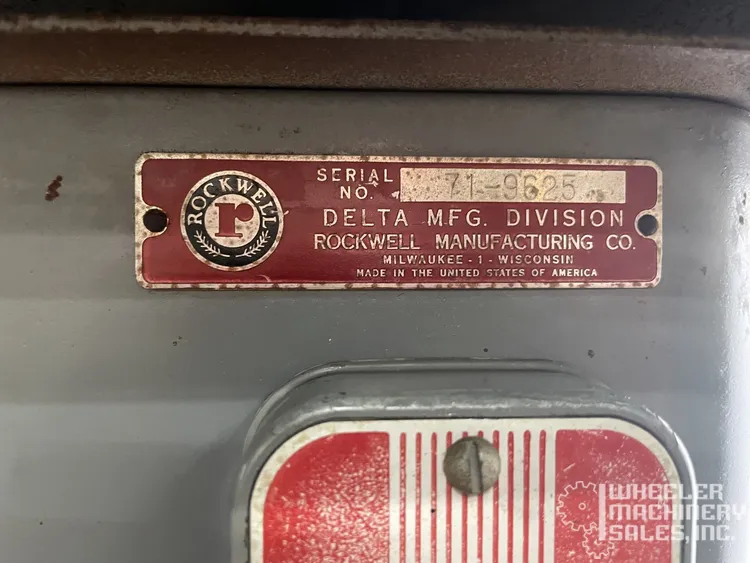 ROCKWELL
r
SERIAL
NO. 71-9625
DELTA MFG. DIVISION
ROCKWELL MANUFACTURING CO.
MILWAUKEE - 1 - WISCONSIN
MADE IN THE UNITED STATES OF AMERICA
WHEELER
MACHINERY
SALES, INC.